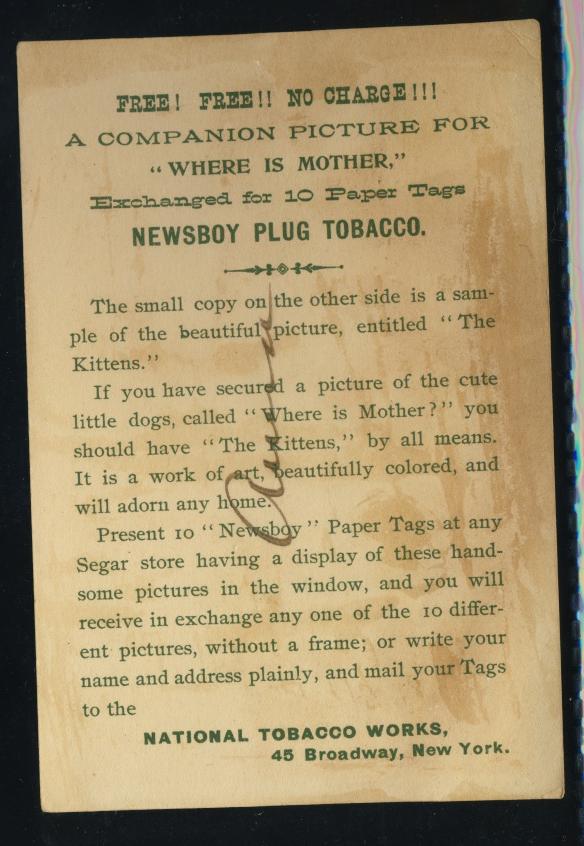 FREE! FREE!! NO CHARGE!!!
A COMPANION PICTURE FOR
"WHERE IS MOTHER,"
Exchanged for 10 Paper Tags
NEWSBOY PLUG TOBACCO.
The small copy on the other side is a sam-
ple of the beautiful picture, entitled "The
Kittens."
If you have secured a picture of the cute
little dogs, called "Where is Mother?" you
should have "The Kittens," by all means.
It is a work of art, beautifully colored, and
will adorn any home.
Present 10 "Newsboy" Paper Tags at any
Segar store having a display of these hand-
some pictures in the window, and you will
receive in exchange any one of the 10 differ-
ent pictures, without a frame; or write your
name and address plainly, and mail your Tags
to the
NATIONAL TOBACCO WORKS,
45 Broadway, New York.